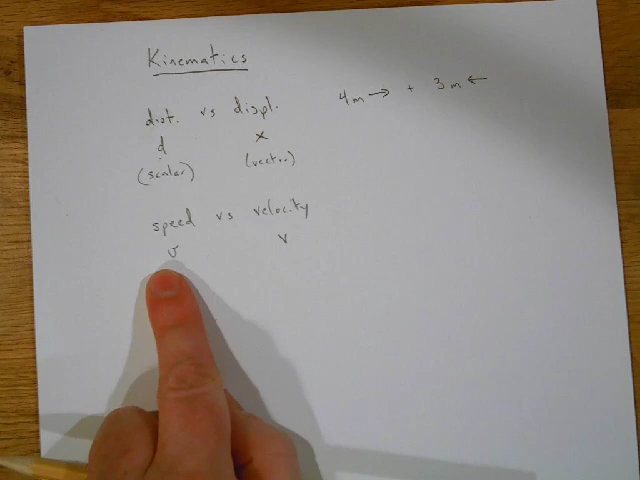 Kinematics
dist. vs displ.
4m → + 3m ←
d x
(scalar) (vector)
speed vs velocity
v v